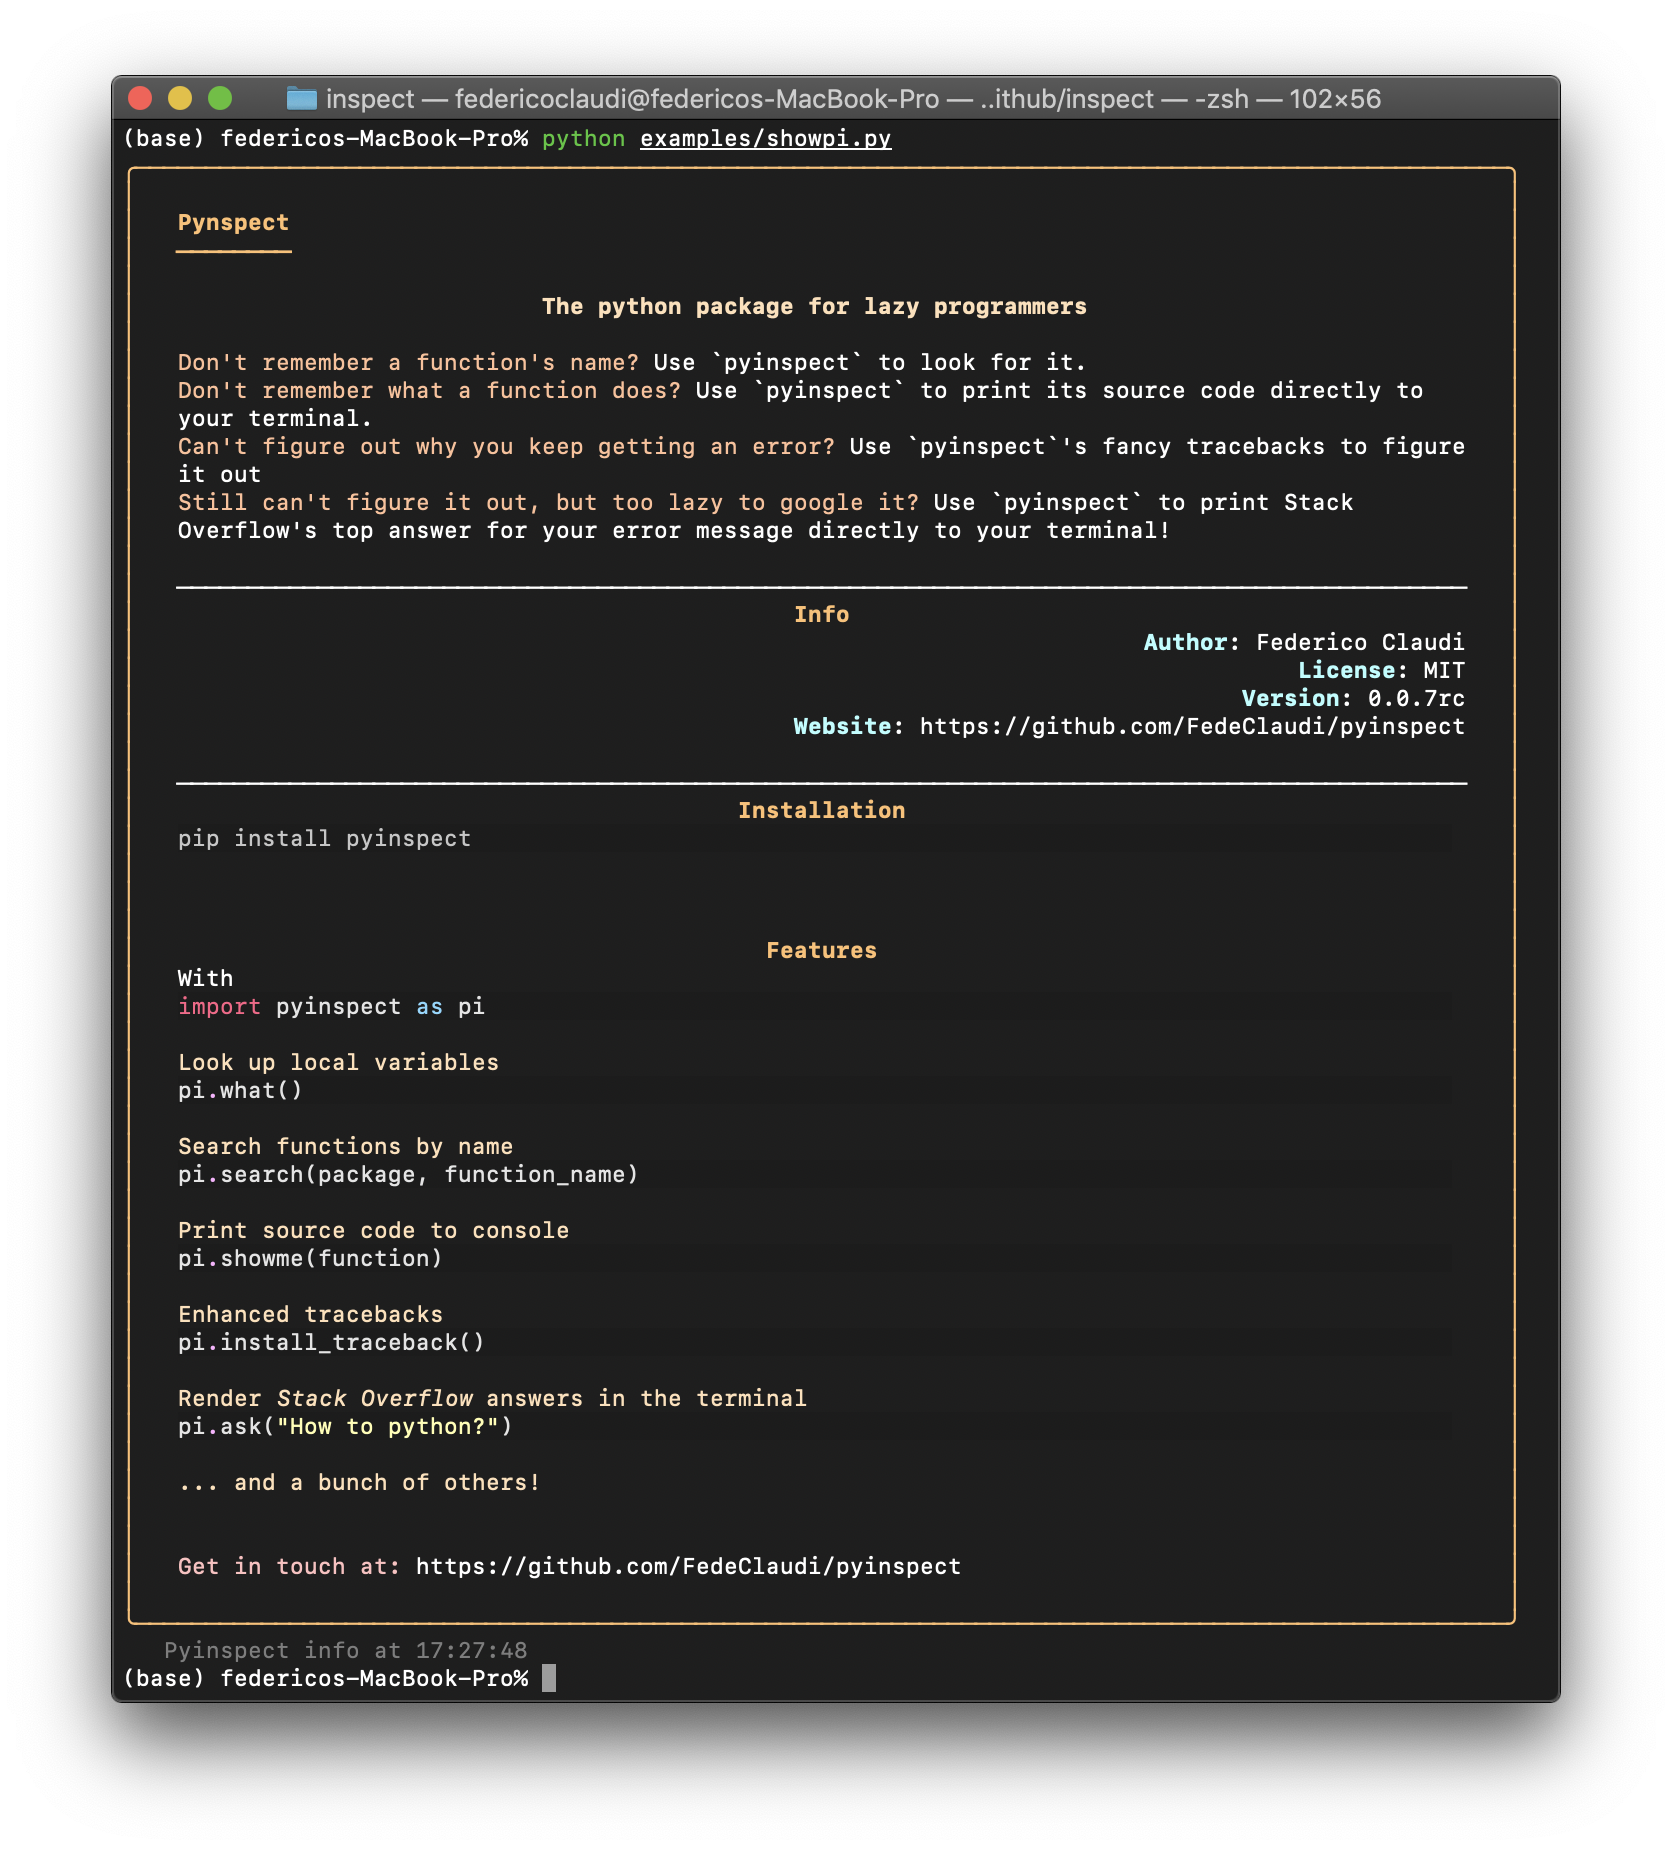 inspect — federicoclaudi@federicos-MacBook-Pro — ..ithub/inspect — -zsh — 102×56
(base) federicos-MacBook-Pro% python examples/showpi.py
Pynspect
The python package for lazy programmers
Don't remember a function's name? Use `pyinspect` to look for it.
Don't remember what a function does? Use `pyinspect` to print its source code directly to
your terminal.
Can't figure out why you keep getting an error? Use `pyinspect`'s fancy tracebacks to figure
it out
Still can't figure it out, but too lazy to google it? Use `pyinspect` to print Stack
Overflow's top answer for your error message directly to your terminal!
Info
Author: Federico Claudi
License: MIT
Version: 0.0.7rc
Website: https://github.com/FedeClaudi/pyinspect
Installation
pip install pyinspect
Features
With
import pyinspect as pi
Look up local variables
pi.what()
Search functions by name
pi.search(package, function_name)
Print source code to console
pi.showme(function)
Enhanced tracebacks
pi.install_traceback()
Render Stack Overflow answers in the terminal
pi.ask("How to python?")
... and a bunch of others!
Get in touch at: https://github.com/FedeClaudi/pyinspect
Pyinspect info at 17:27:48
(base) federicos-MacBook-Pro%